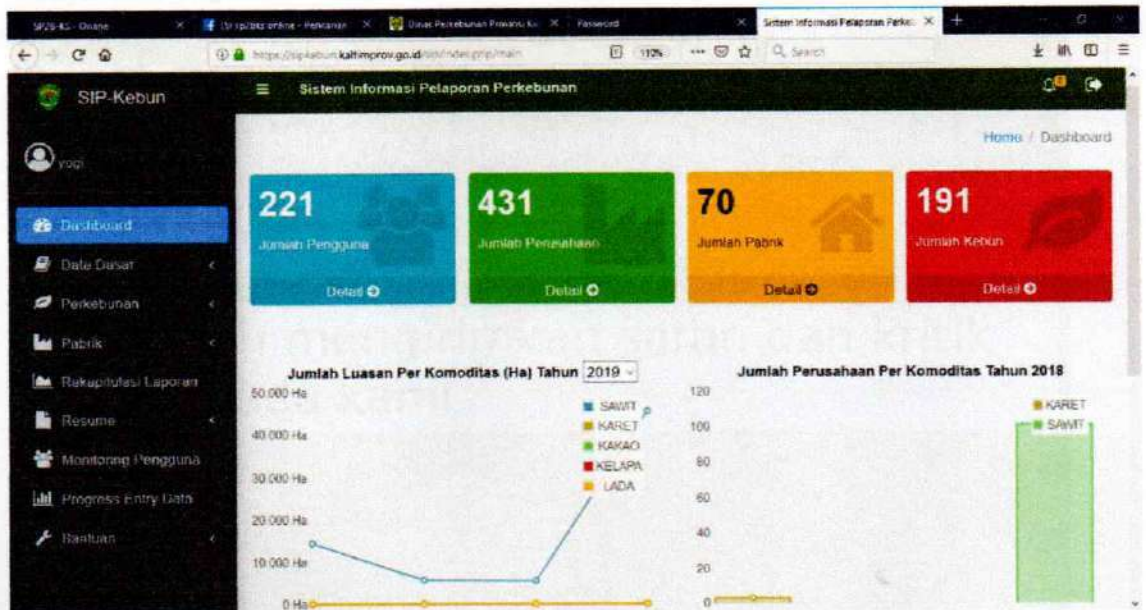 Sistem Informasi Pelaporan Perkebunan
110%
Search
SIP-Kebun
Sistem Informasi Pelaporan Perkebunan
yogi
Home / Dashboard
Dashboard
Data Dasar
Perkebunan
Pabrik
Rekapitulasi Laporan
Resume
Monitoring Pengguna
Progress Entry Data
Bantuan
221
Jumlah Pengguna
Detail
431
Jumlah Perusahaan
Detail
70
Jumlah Pabrik
Detail
191
Jumlah Kebun
Detail
Jumlah Luasan Per Komoditas (Ha) Tahun 2019
50.000 Ha
40.000 Ha
30.000 Ha
20.000 Ha
10.000 Ha
0 Ha
SAWIT
KARET
KAKAO
KELAPA
LADA
Jumlah Perusahaan Per Komoditas Tahun 2018
120
100
80
60
40
20
0
KARET
SAWIT